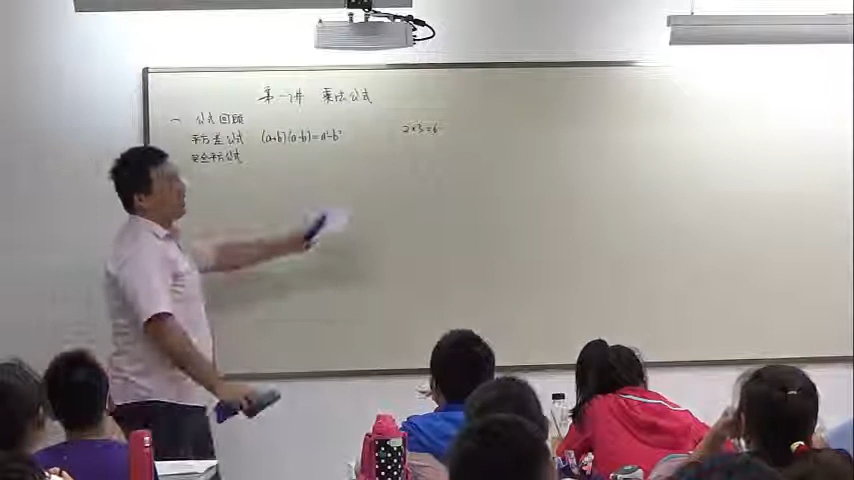 第一讲 乘法公式
一 公式回顾
平方差公式 (a+b)(a-b)=a²-b² 2×3=6
完全平方公式